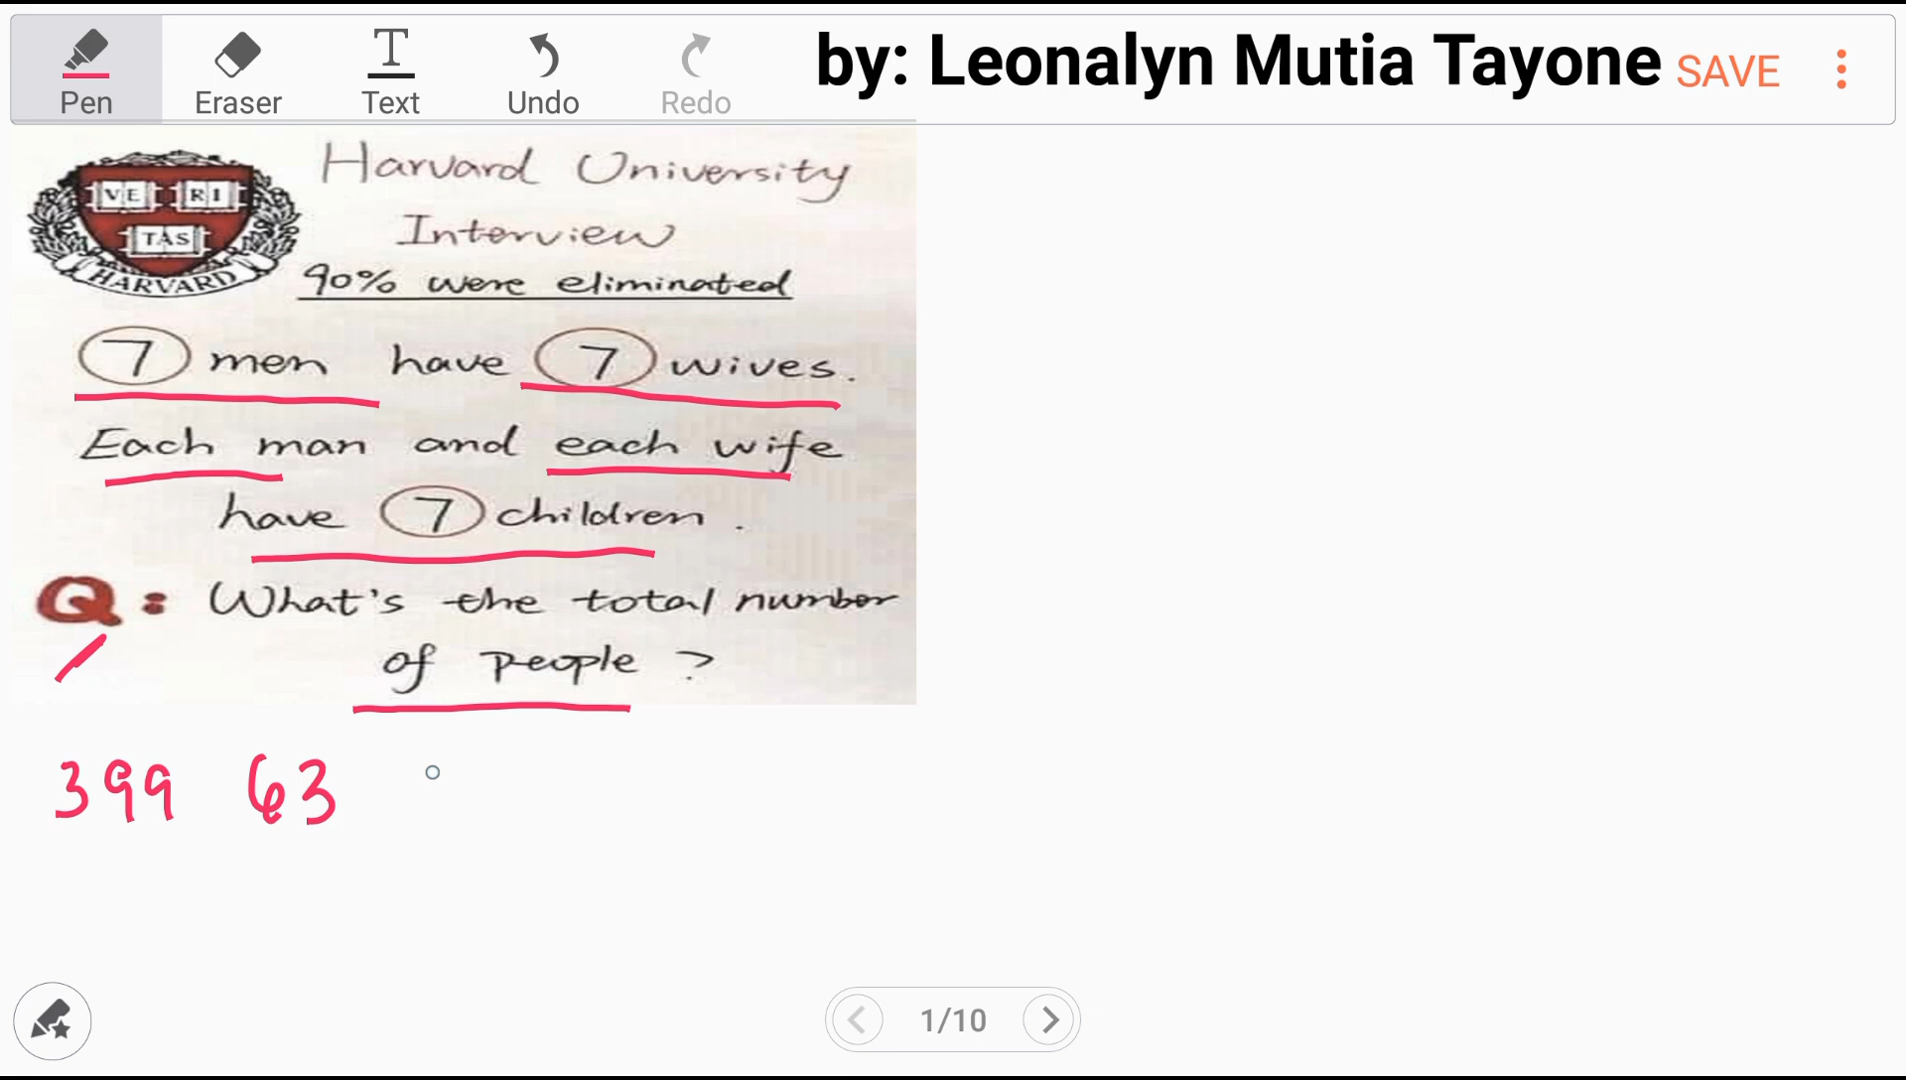 Pen Eraser Text Undo Redo by: Leonalyn Mutia Tayone SAVE
T
VE RI
TAS
HARVARD
Harvard University
Interview
90% were eliminated
7 men have 7 wives.
Each man and each wife
have 7 children.
Q: What's the total number
of people?
399 63
1/10